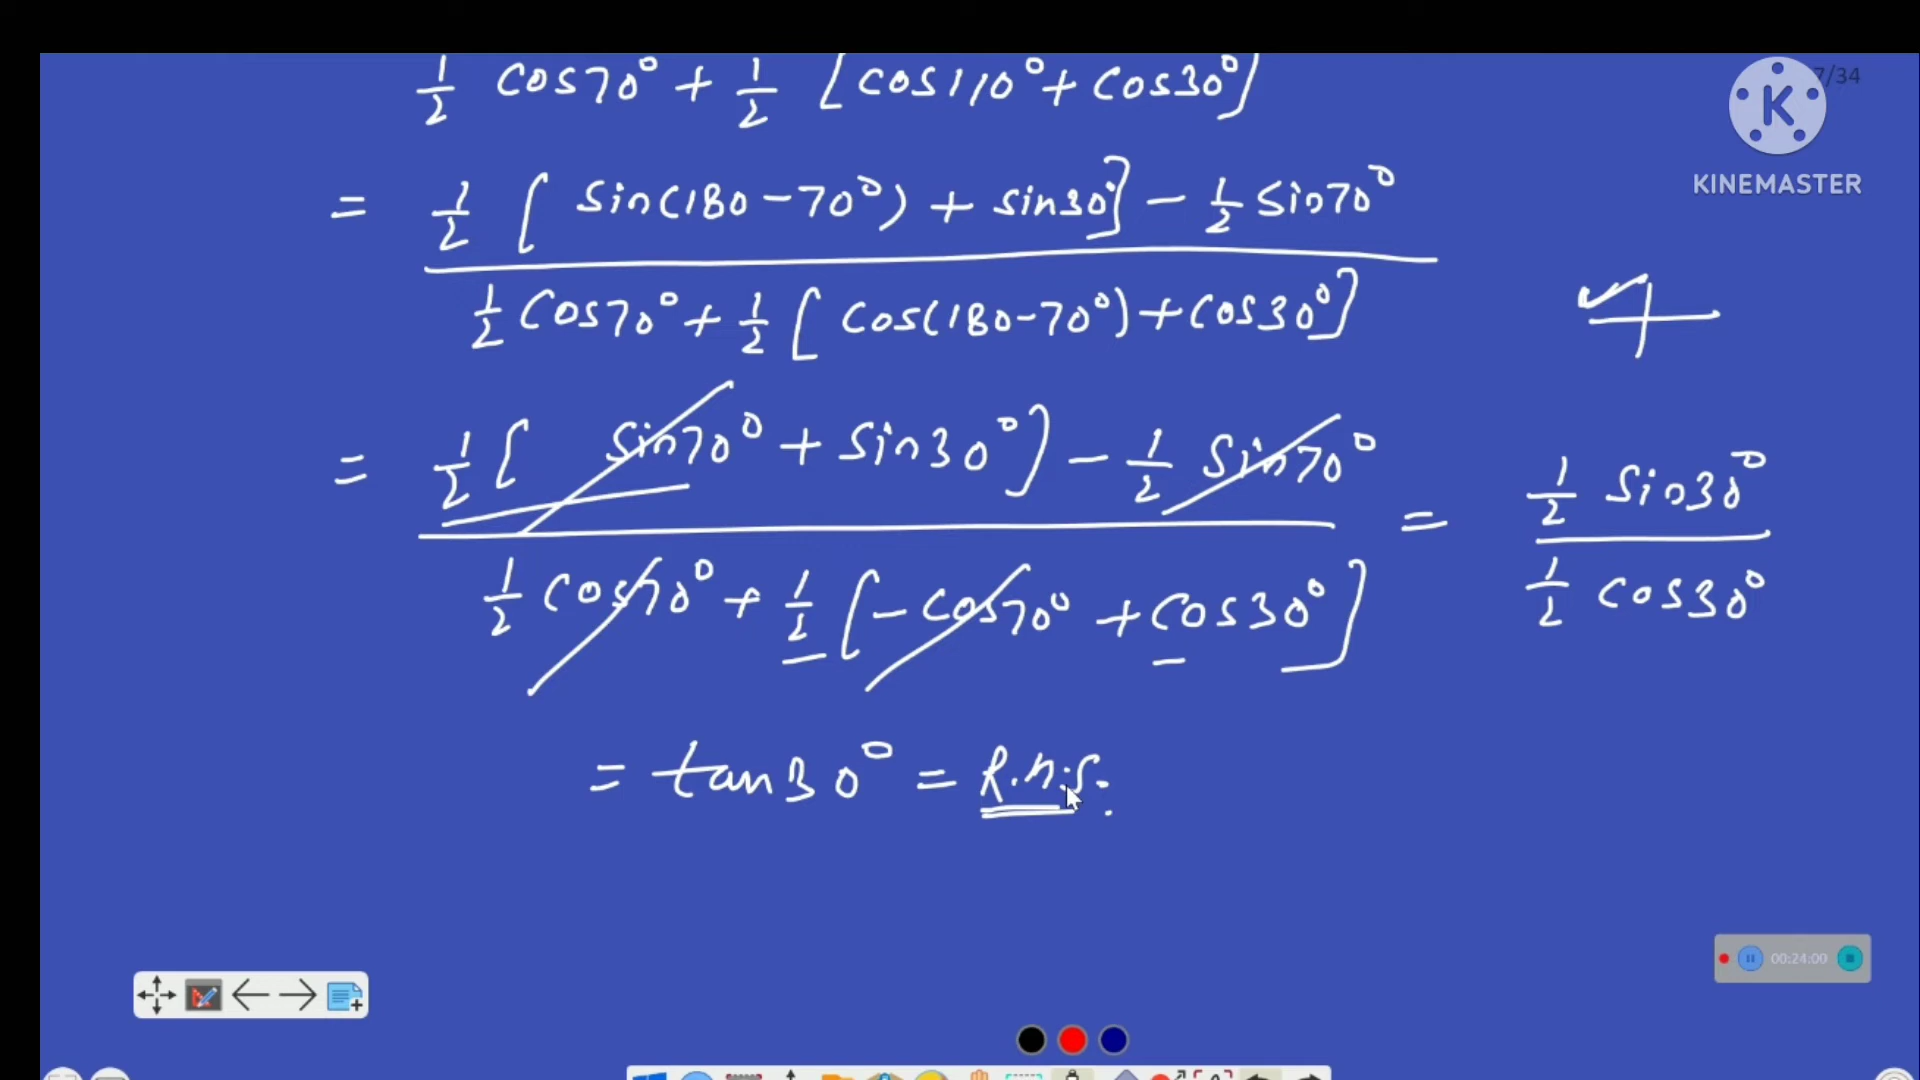 1/2 cos70° + 1/2 [cos110° + cos30°]
7/34
KINEMASTER
= 1/2 [ sin(180-70°) + sin30°] - 1/2 sin70°
1/2 cos70° + 1/2 [ cos(180-70°) + cos30°]
= 1/2 [ sin70° + sin30°] - 1/2 sin70° = 1/2 sin30°
1/2 cos70° + 1/2 [-cos70° + cos30°] 1/2 cos30°
= tan30° = R.H.S.
00:24:00